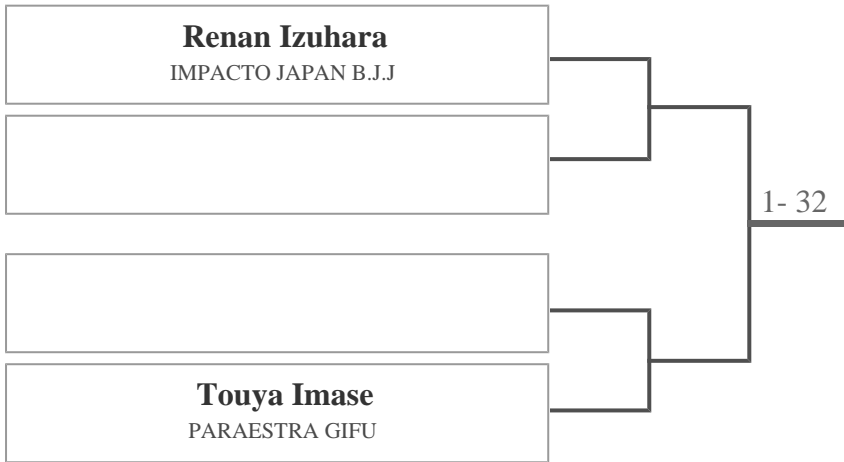 Renan Izuhara
IMPACTO JAPAN B.J.J
1- 32
Touya Imase
PARAESTRA GIFU